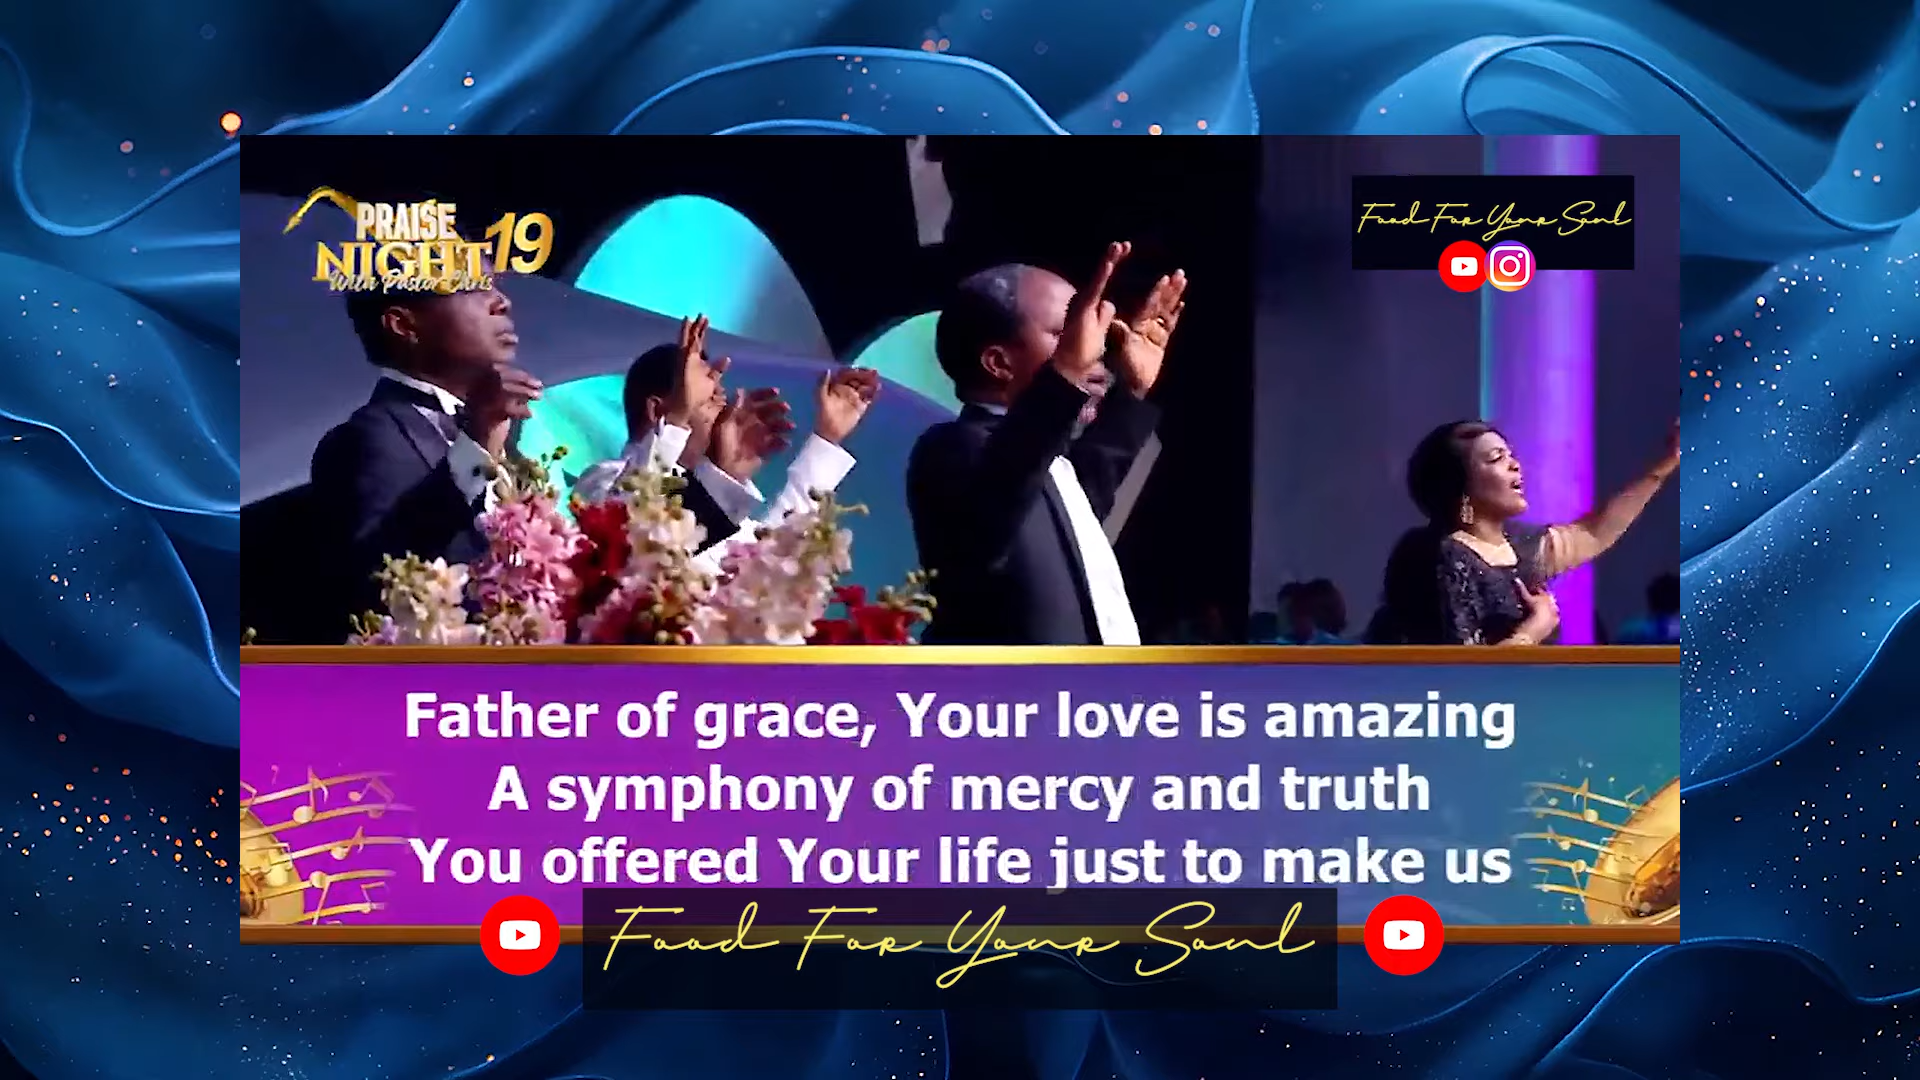 PRAISE
NIGHT 19
With Pastor Chris
Food For Your Soul
Father of grace, Your love is amazing
A symphony of mercy and truth
You offered Your life just to make us
Food For Your Soul